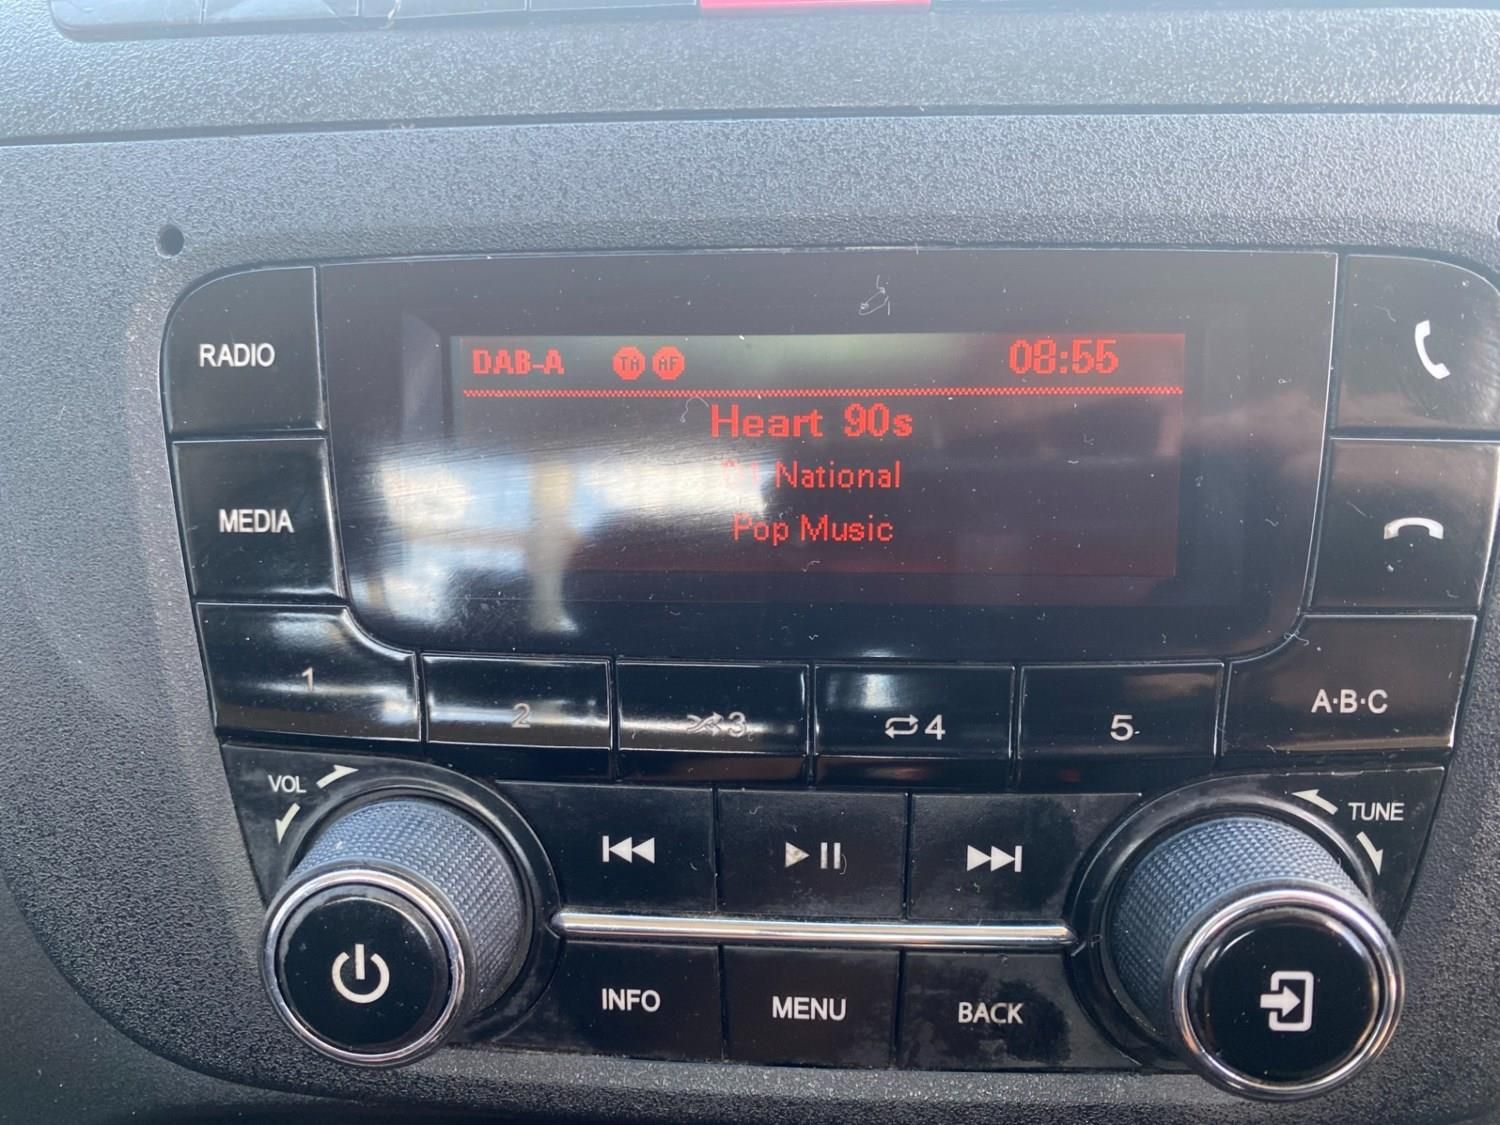 DAB-A TA AF 08:55
Heart 90s
National
Pop Music
RADIO
MEDIA
1 2 3 4 5 A·B·C
VOL
TUNE
INFO MENU BACK